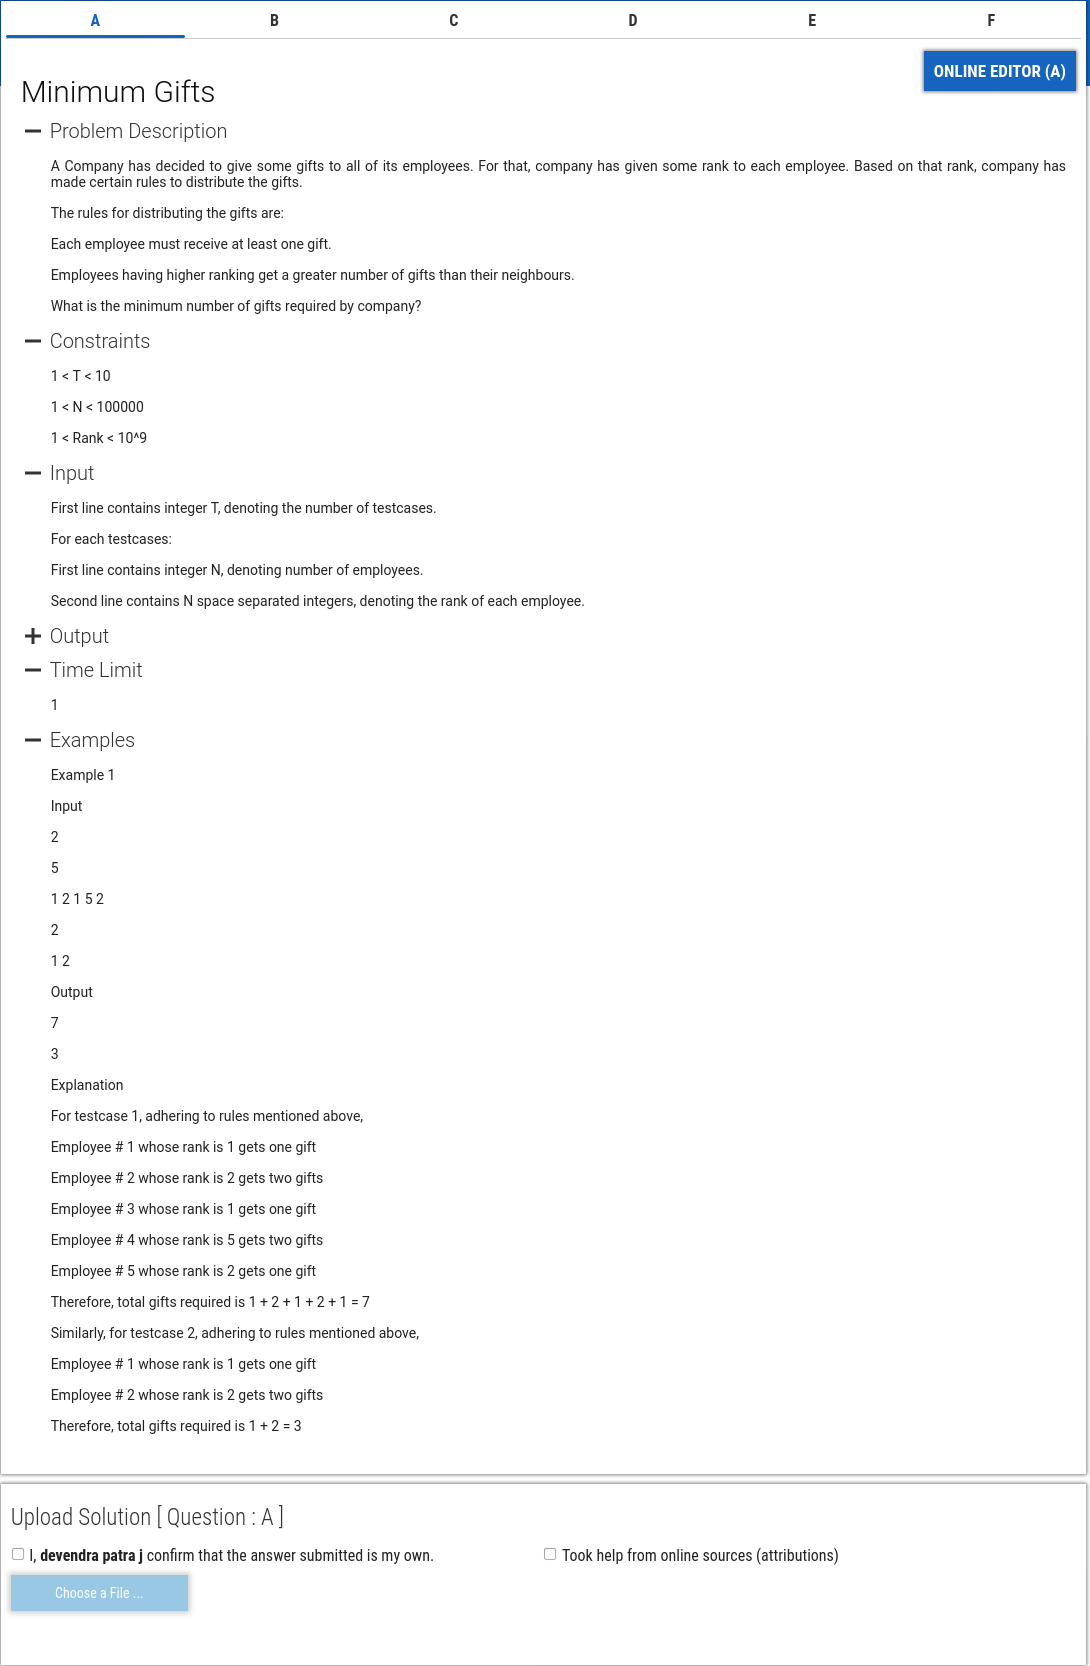 A B C D E F
ONLINE EDITOR (A)
Minimum Gifts
Problem Description
A Company has decided to give some gifts to all of its employees. For that, company has given some rank to each employee. Based on that rank, company has
made certain rules to distribute the gifts.
The rules for distributing the gifts are:
Each employee must receive at least one gift.
Employees having higher ranking get a greater number of gifts than their neighbours.
What is the minimum number of gifts required by company?
Constraints
1 < T < 10
1 < N < 100000
1 < Rank < 10^9
Input
First line contains integer T, denoting the number of testcases.
For each testcases:
First line contains integer N, denoting number of employees.
Second line contains N space separated integers, denoting the rank of each employee.
Output
Time Limit
1
Examples
Example 1
Input
2
5
1 2 1 5 2
2
1 2
Output
7
3
Explanation
For testcase 1, adhering to rules mentioned above,
Employee # 1 whose rank is 1 gets one gift
Employee # 2 whose rank is 2 gets two gifts
Employee # 3 whose rank is 1 gets one gift
Employee # 4 whose rank is 5 gets two gifts
Employee # 5 whose rank is 2 gets one gift
Therefore, total gifts required is 1 + 2 + 1 + 2 + 1 = 7
Similarly, for testcase 2, adhering to rules mentioned above,
Employee # 1 whose rank is 1 gets one gift
Employee # 2 whose rank is 2 gets two gifts
Therefore, total gifts required is 1 + 2 = 3
Upload Solution [ Question : A ]
I, devendra patra j confirm that the answer submitted is my own.
Took help from online sources (attributions)
Choose a File ...